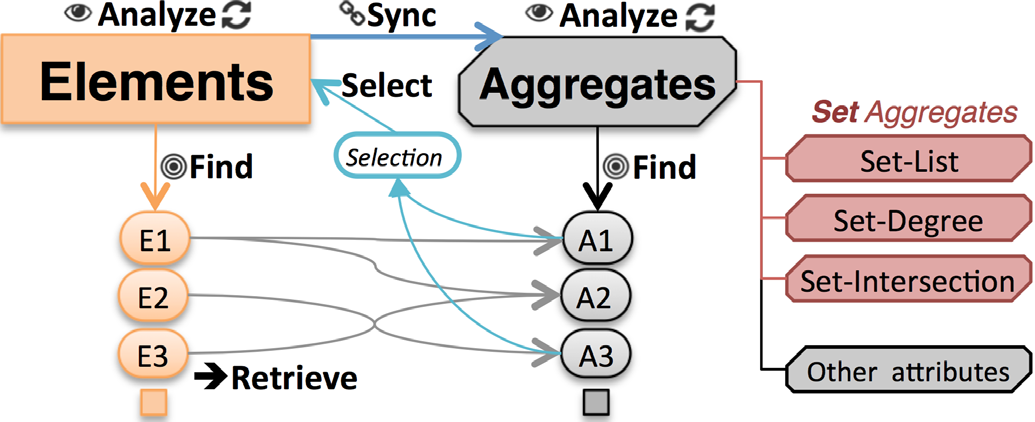 Analyze
Sync
Analyze
Elements
Select
Aggregates
Set Aggregates
Selection
Find
Find
Set-List
Set-Degree
Set-Intersection
Other attributes
E1
A1
E2
A2
E3
A3
Retrieve